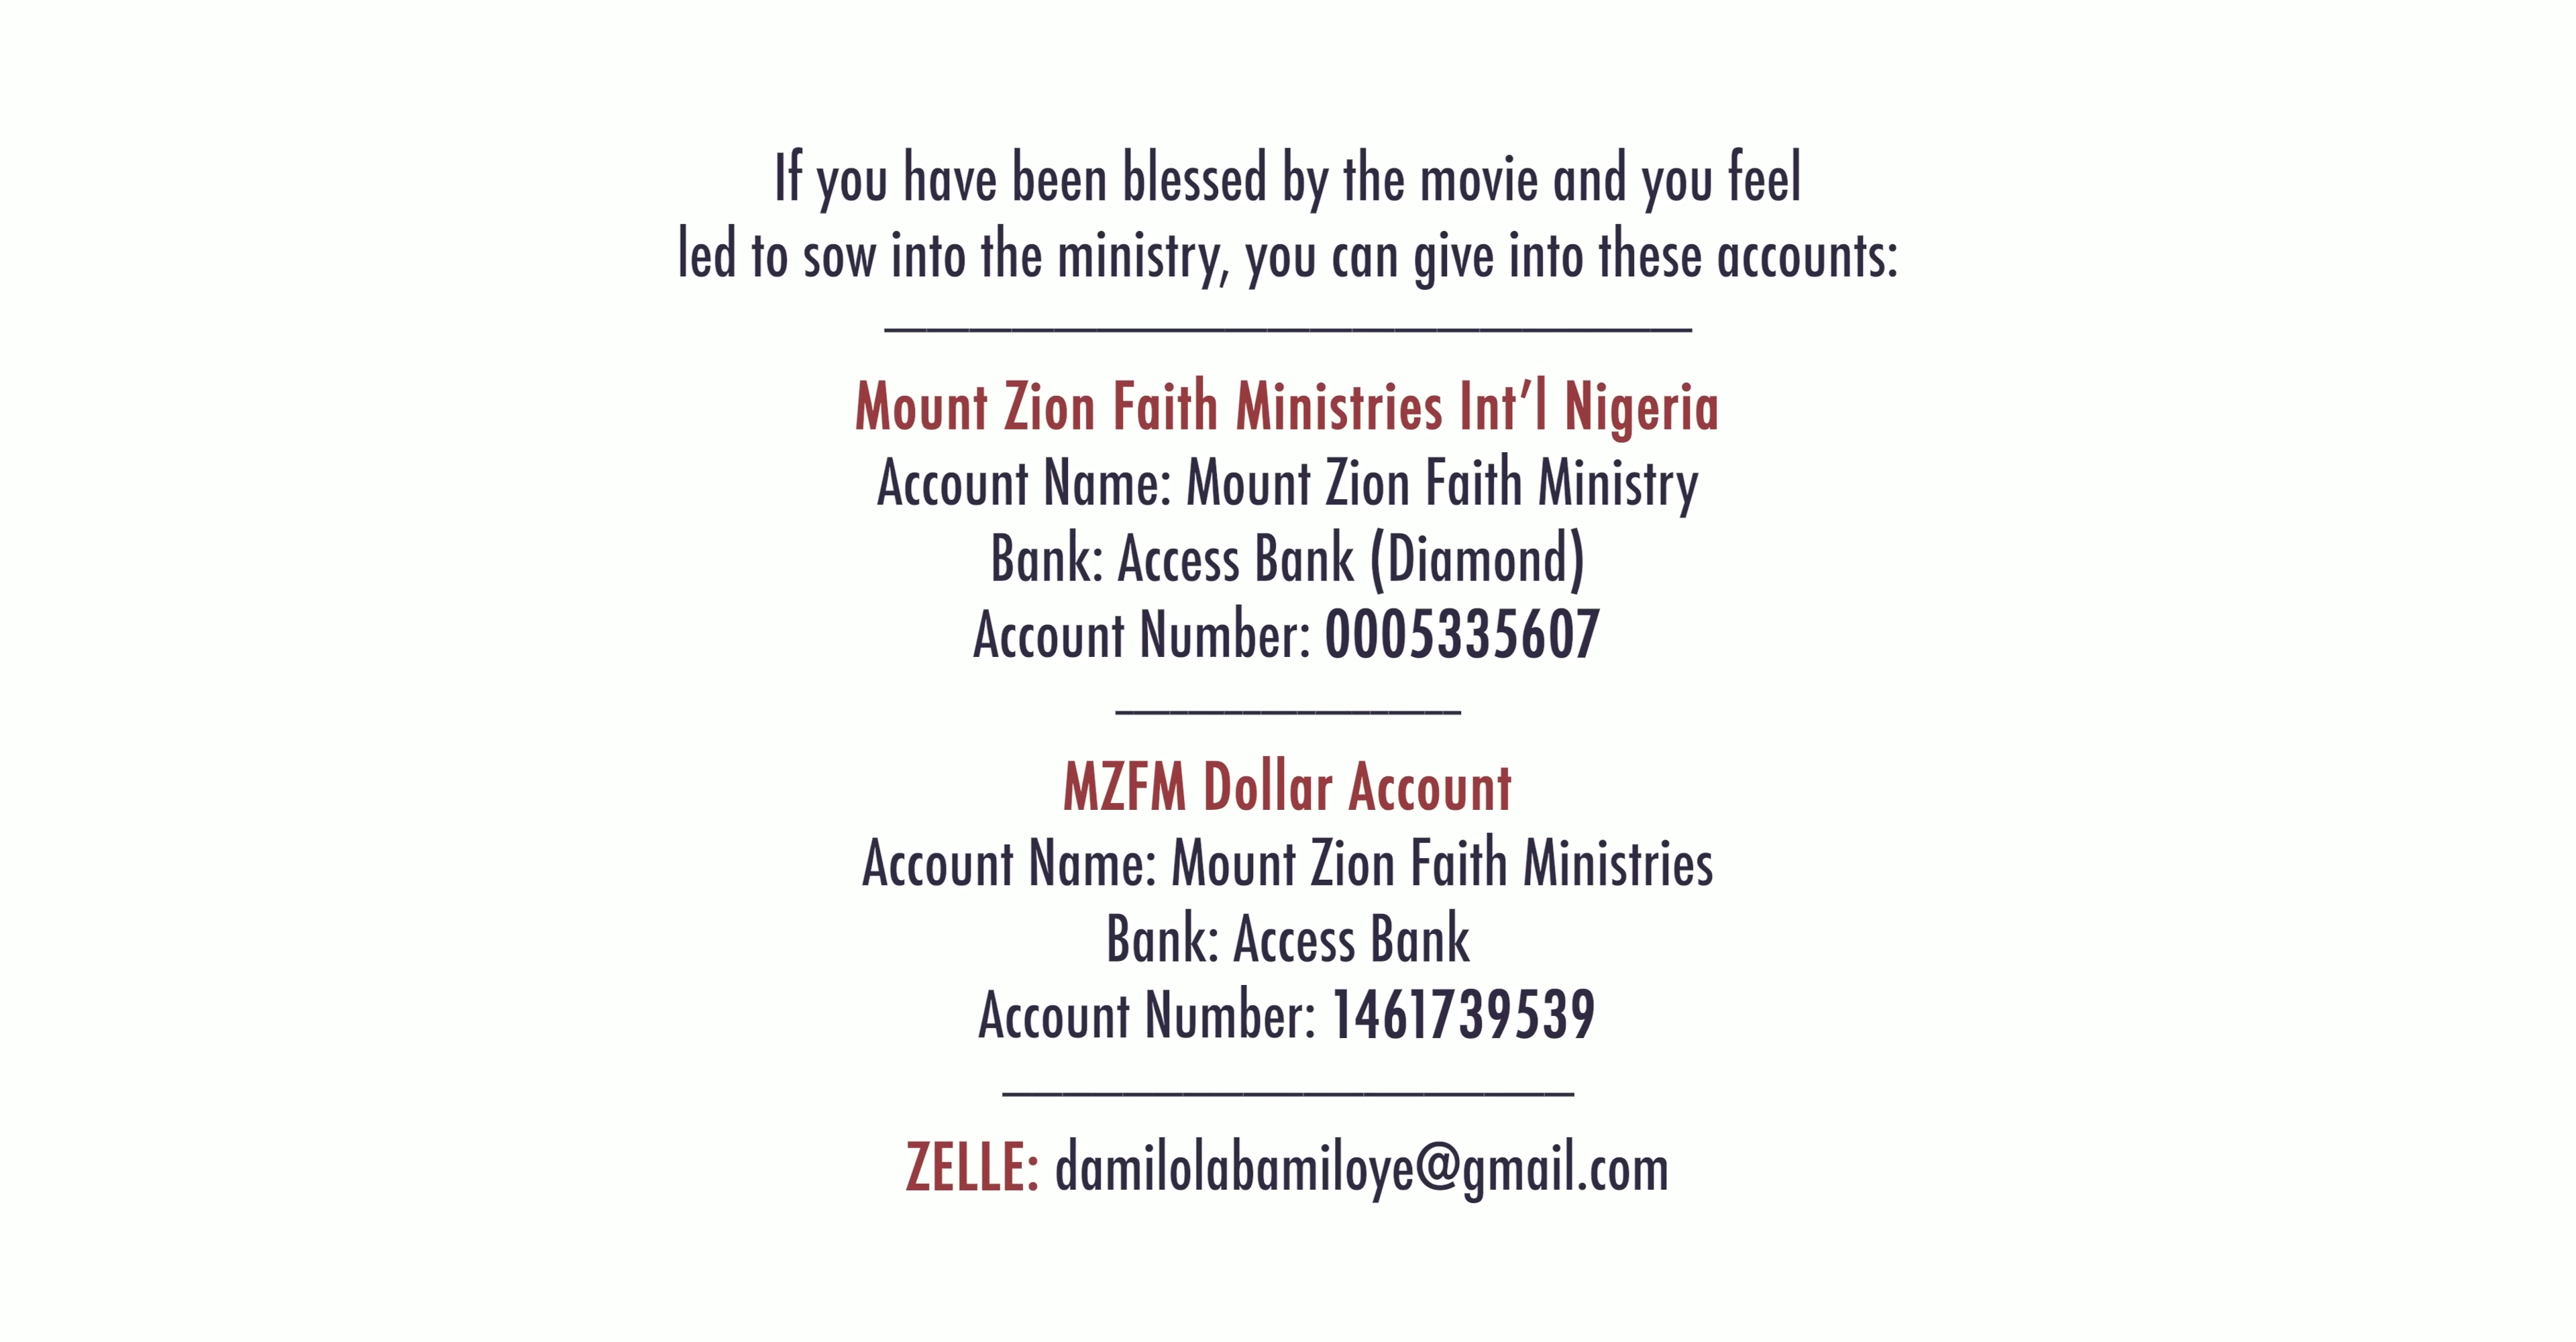 If you have been blessed by the movie and you feel
led to sow into the ministry, you can give into these accounts:
Mount Zion Faith Ministries Int’l Nigeria
Account Name: Mount Zion Faith Ministry
Bank: Access Bank (Diamond)
Account Number: 0005335607
MZFM Dollar Account
Account Name: Mount Zion Faith Ministries
Bank: Access Bank
Account Number: 1461739539
ZELLE: damilolabamiloye@gmail.com